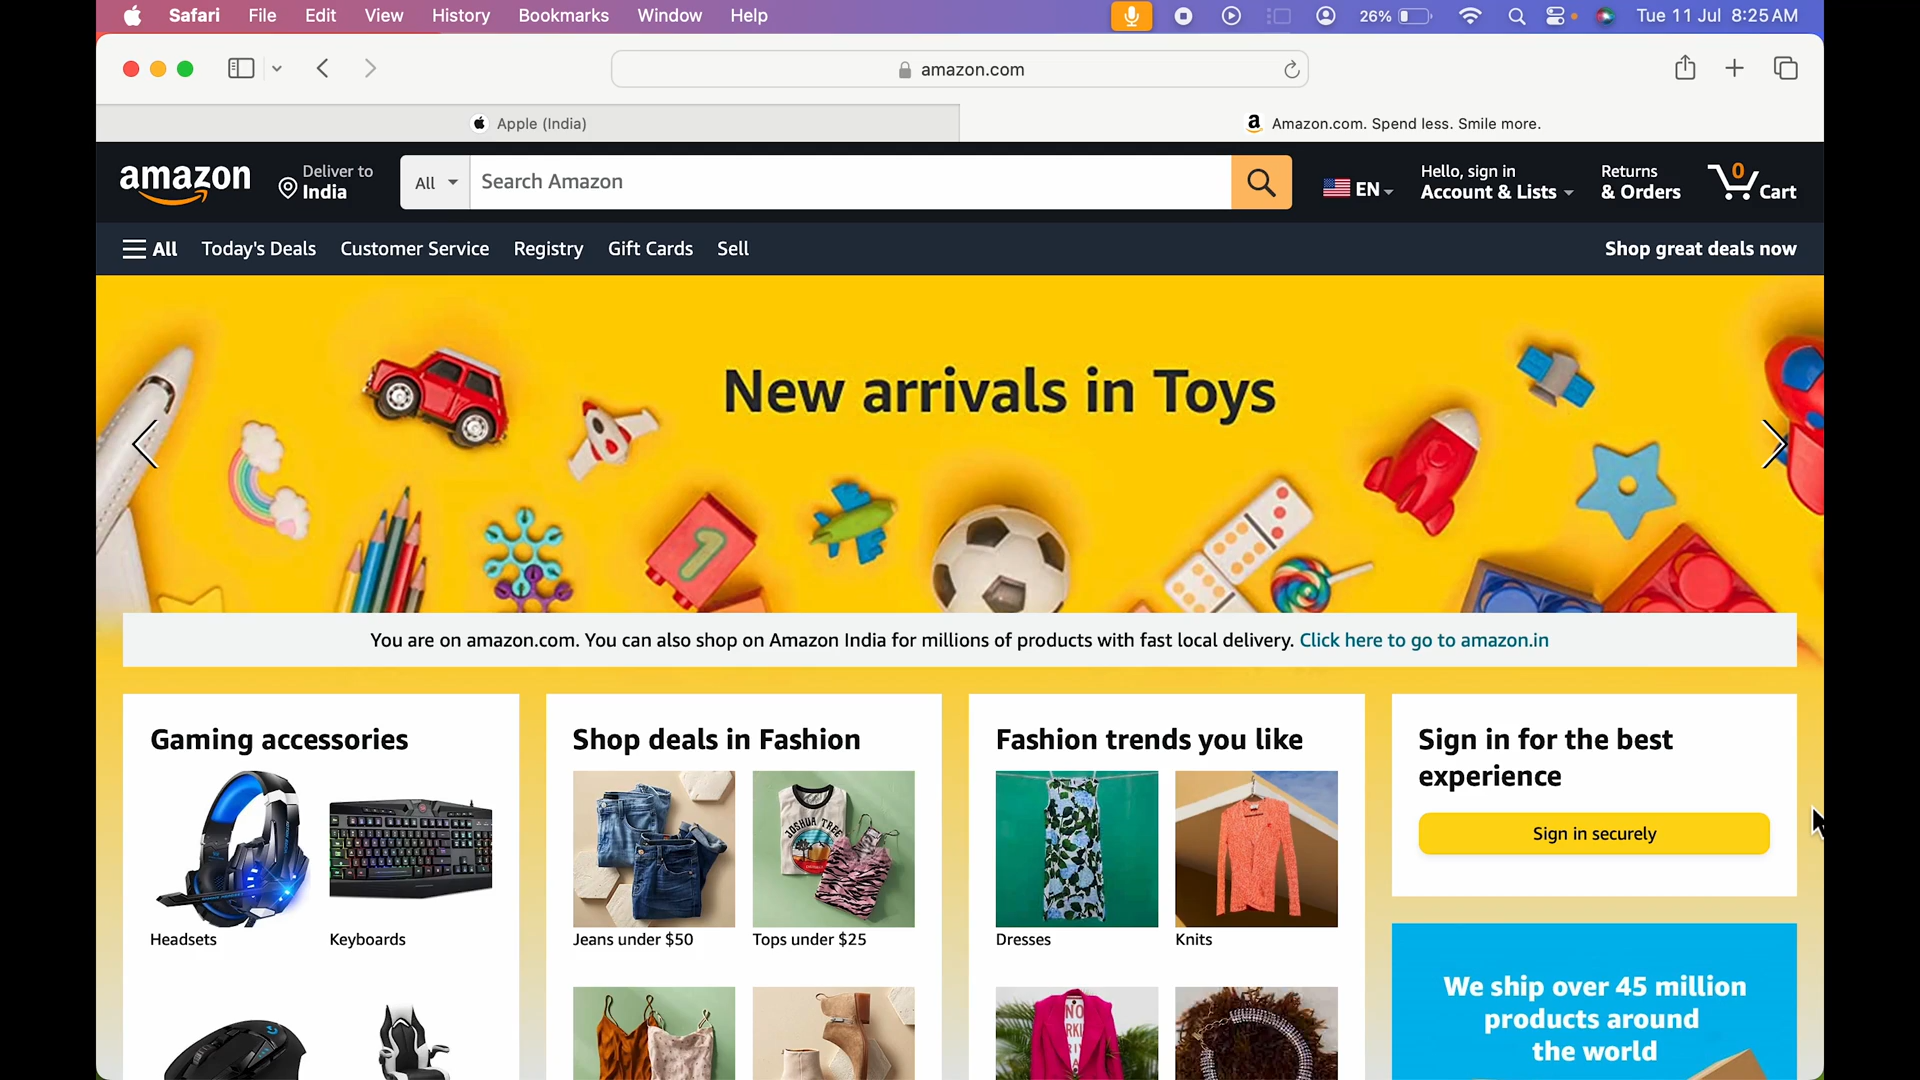 Safari File Edit View History Bookmarks Window Help 26% Tue 11 Jul 8:25 AM
amazon.com
Apple (India)
Amazon.com. Spend less. Smile more.
amazon
Deliver to
India
All
Search Amazon
EN
Hello, sign in
Account & Lists
Returns
& Orders
0
Cart
All Today's Deals Customer Service Registry Gift Cards Sell Shop great deals now
New arrivals in Toys
1
You are on amazon.com. You can also shop on Amazon India for millions of products with fast local delivery. Click here to go to amazon.in
Gaming accessories
Headsets
Keyboards
Shop deals in Fashion
JOSHUA TREE
Jeans under $50
Tops under $25
Fashion trends you like
Dresses
Knits
NO
Sign in for the best
experience
Sign in securely
We ship over 45 million
products around
the world